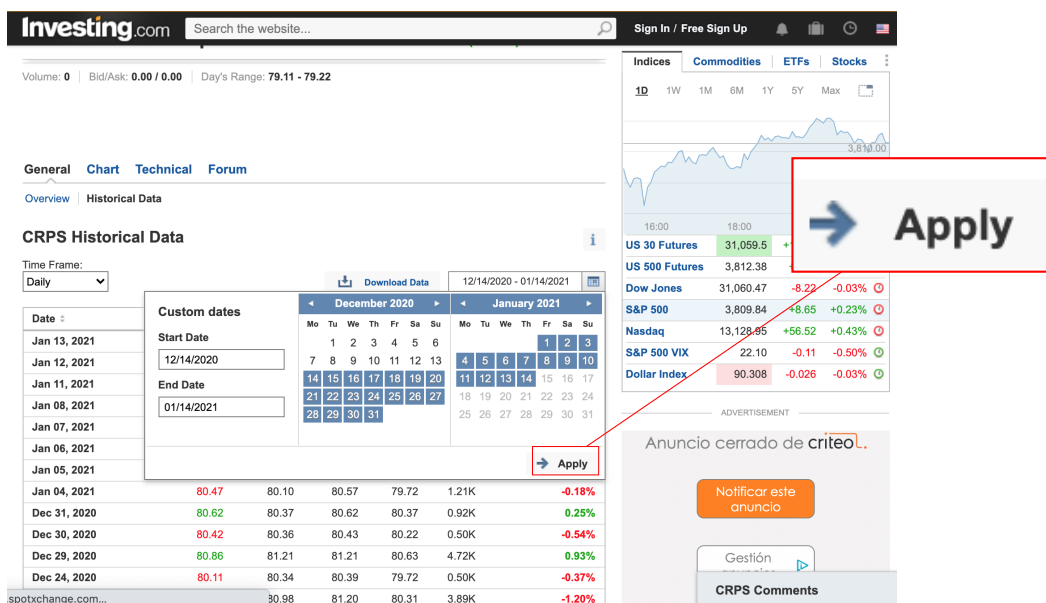 Investing.com Search the website... Sign In / Free Sign Up
Volume: 0 Bid/Ask: 0.00 / 0.00 Day's Range: 79.11 - 79.22
General Chart Technical Forum
Overview Historical Data
CRPS Historical Data
Time Frame:
Daily Download Data 12/14/2020 - 01/14/2021
Date
Jan 13, 2021
Jan 12, 2021
Jan 11, 2021
Jan 08, 2021
Jan 07, 2021
Jan 06, 2021
Jan 05, 2021
Custom dates
Start Date
12/14/2020
End Date
01/14/2021
December 2020
Mo Tu We Th Fr Sa Su
1 2 3 4 5 6
7 8 9 10 11 12 13
14 15 16 17 18 19 20
21 22 23 24 25 26 27
28 29 30 31
January 2021
Mo Tu We Th Fr Sa Su
1 2 3
4 5 6 7 8 9 10
11 12 13 14 15 16 17
18 19 20 21 22 23 24
25 26 27 28 29 30 31
Apply
Jan 04, 2021 80.47 80.10 80.57 79.72 1.21K -0.18%
Dec 31, 2020 80.62 80.37 80.62 80.37 0.92K 0.25%
Dec 30, 2020 80.42 80.36 80.43 80.22 0.50K -0.54%
Dec 29, 2020 80.86 81.21 81.21 80.63 4.72K 0.93%
Dec 24, 2020 80.11 80.34 80.39 79.72 0.50K -0.37%
80.98 81.20 80.31 3.89K -1.20%
.spotxchange.com...
Indices Commodities ETFs Stocks
1D 1W 1M 6M 1Y 5Y Max
3,810.00
16:00 18:00
US 30 Futures 31,059.5
US 500 Futures 3,812.38
Dow Jones 31,060.47 -8.22 -0.03%
S&P 500 3,809.84 +8.65 +0.23%
Nasdaq 13,128.95 +56.52 +0.43%
S&P 500 VIX 22.10 -0.11 -0.50%
Dollar Index 90.308 -0.026 -0.03%
Apply
ADVERTISEMENT
Anuncio cerrado de criteo.
Notificar este
anuncio
Gestión
CRPS Comments